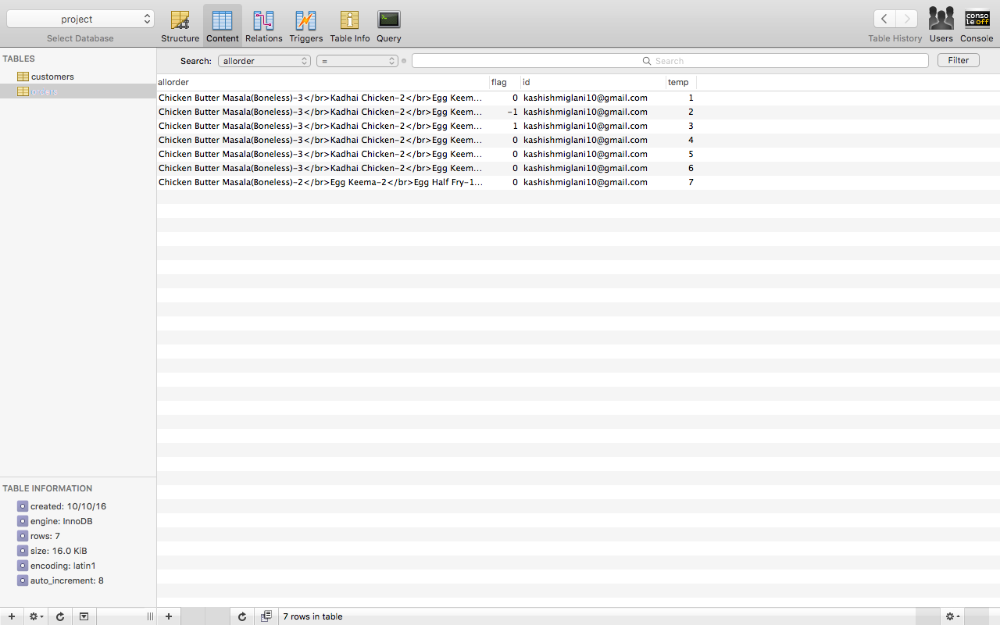 project
Select Database
Structure
Content
Relations
Triggers
Table Info
Query
Table History
Users
conso
le off
Console
TABLES
customers
orders
Search: allorder = Search Filter
allorder flag id temp
Chicken Butter Masala(Boneless)-3</br>Kadhai Chicken-2</br>Egg Keem... 0 kashishmiglani10@gmail.com 1
Chicken Butter Masala(Boneless)-3</br>Kadhai Chicken-2</br>Egg Keem... -1 kashishmiglani10@gmail.com 2
Chicken Butter Masala(Boneless)-3</br>Kadhai Chicken-2</br>Egg Keem... 1 kashishmiglani10@gmail.com 3
Chicken Butter Masala(Boneless)-3</br>Kadhai Chicken-2</br>Egg Keem... 0 kashishmiglani10@gmail.com 4
Chicken Butter Masala(Boneless)-3</br>Kadhai Chicken-2</br>Egg Keem... 0 kashishmiglani10@gmail.com 5
Chicken Butter Masala(Boneless)-3</br>Kadhai Chicken-2</br>Egg Keem... 0 kashishmiglani10@gmail.com 6
Chicken Butter Masala(Boneless)-2</br>Egg Keema-2</br>Egg Half Fry-1... 0 kashishmiglani10@gmail.com 7
TABLE INFORMATION
created: 10/10/16
engine: InnoDB
rows: 7
size: 16.0 KiB
encoding: latin1
auto_increment: 8
7 rows in table